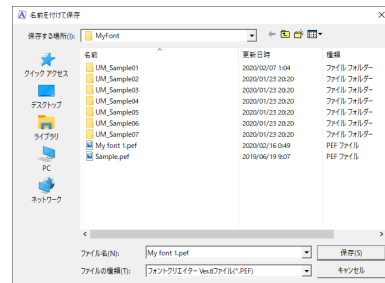 名前を付けて保存
保存する場所(I): MyFont
名前 更新日時 種類
UM_Sample01 2020/02/07 1:04 ファイル フォルダー
UM_Sample02 2020/01/23 20:20 ファイル フォルダー
UM_Sample03 2020/01/23 20:20 ファイル フォルダー
UM_Sample04 2020/01/23 20:20 ファイル フォルダー
UM_Sample05 2020/01/23 20:20 ファイル フォルダー
UM_Sample06 2020/01/23 20:20 ファイル フォルダー
UM_Sample07 2020/01/23 20:20 ファイル フォルダー
My font 1.pef 2020/02/16 0:49 PEF ファイル
Sample.pef 2019/06/19 9:07 PEF ファイル
クイック アクセス
デスクトップ
ライブラリ
PC
ネットワーク
ファイル名(N): My font 1.pef 保存(S)
ファイルの種類(T): フォントクリエイター Ver.8ファイル(*.PEF) キャンセル